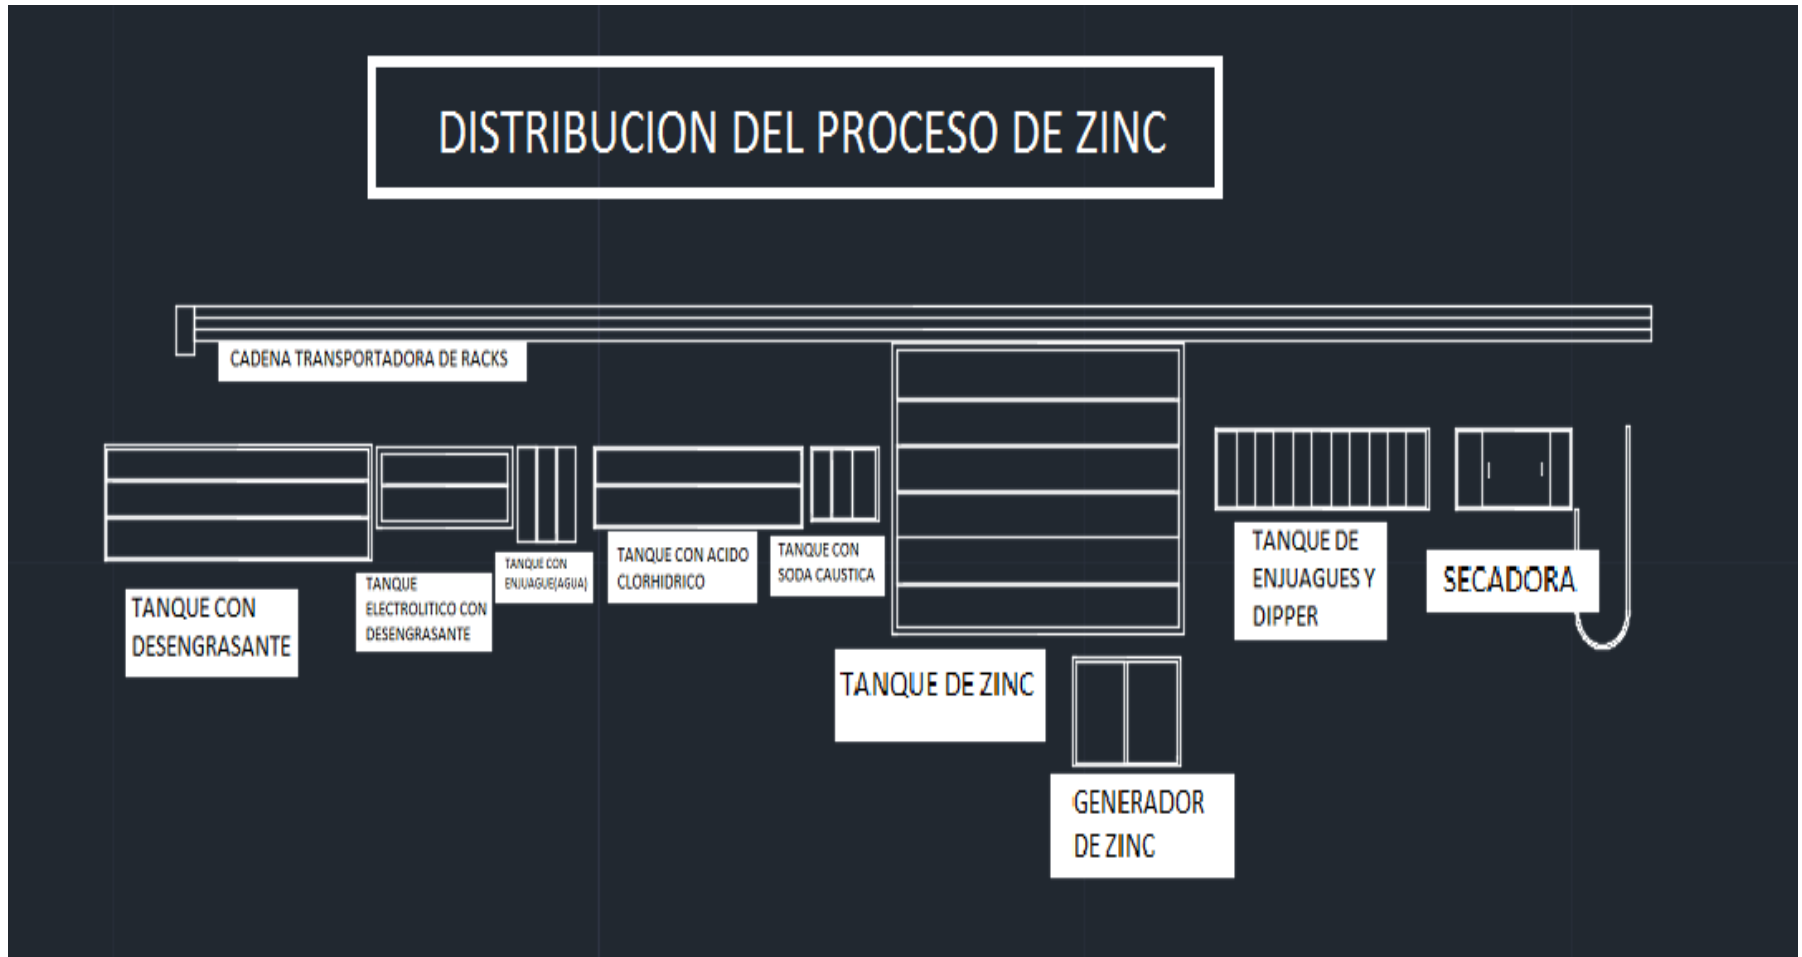 DISTRIBUCION DEL PROCESO DE ZINC
CADENA TRANSPORTADORA DE RACKS
TANQUE CON
DESENGRASANTE
TANQUE
ELECTROLITICO CON
DESENGRASANTE
TANQUE CON
ENJUAGUE(AGUA)
TANQUE CON ACIDO
CLORHIDRICO
TANQUE CON
SODA CAUSTICA
TANQUE DE ZINC
GENERADOR
DE ZINC
TANQUE DE
ENJUAGUES Y
DIPPER
SECADORA